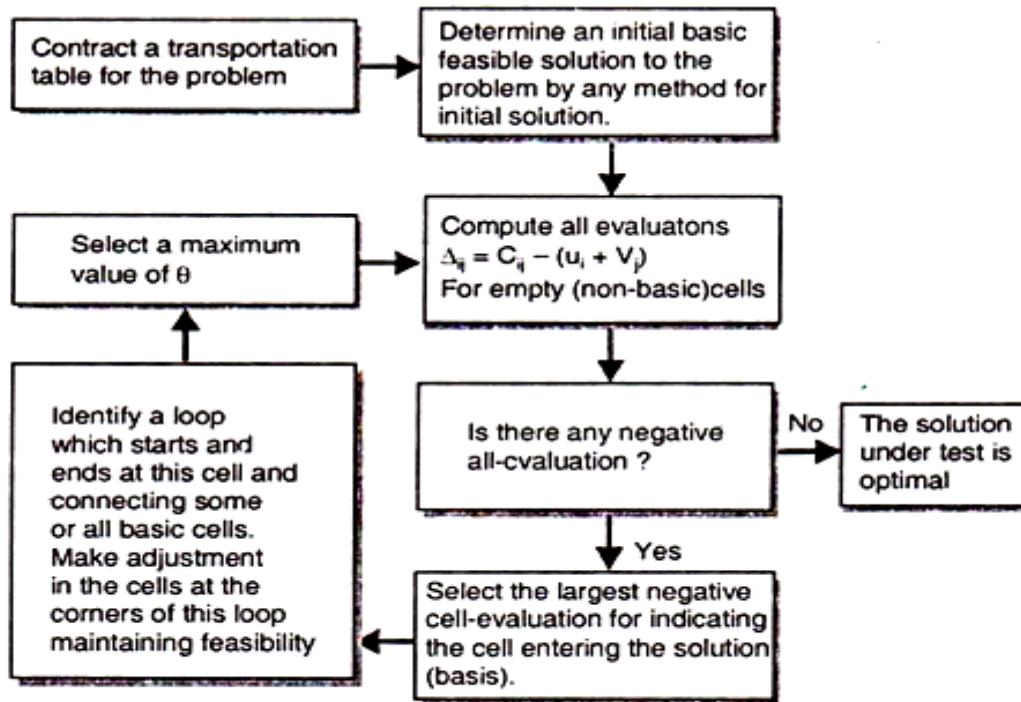 Contract a transportation
table for the problem
Determine an initial basic
feasible solution to the
problem by any method for
initial solution.
Compute all evaluatons
Δij = Cij – (ui + Vj)
For empty (non-basic)cells
Is there any negative
all-cvaluation ?
No
The solution
under test is
optimal
Yes
Select the largest negative
cell-evaluation for indicating
the cell entering the solution
(basis).
Identify a loop
which starts and
ends at this cell and
connecting some
or all basic cells.
Make adjustment
in the cells at the
corners of this loop
maintaining feasibility
Select a maximum
value of θ